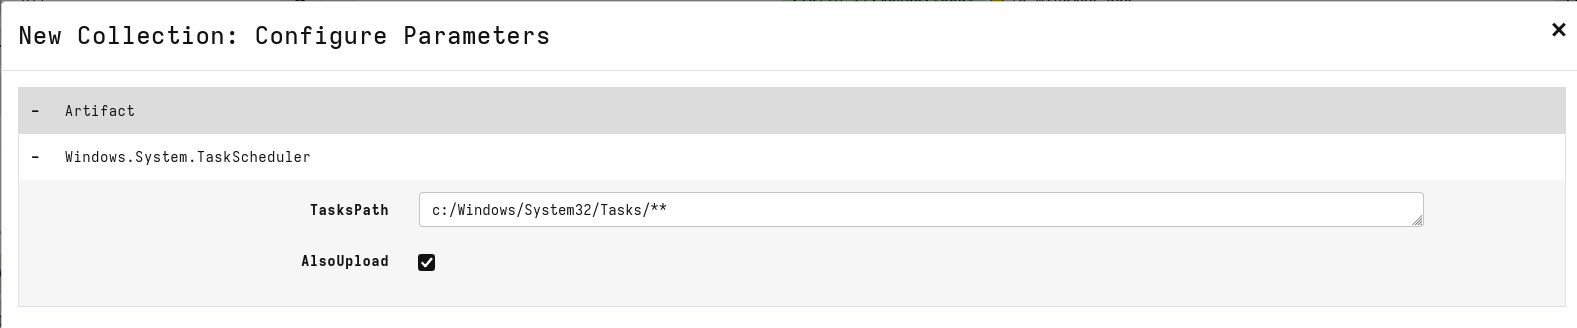 New Collection: Configure Parameters ×
- Artifact
- Windows.System.TaskScheduler
TasksPath c:/Windows/System32/Tasks/**
AlsoUpload